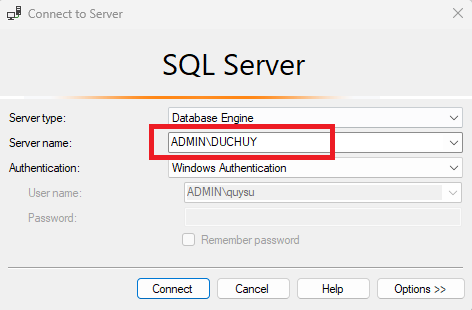 Connect to Server
SQL Server
Server type: Database Engine
Server name: ADMIN\DUCHUY
Authentication: Windows Authentication
User name: ADMIN\quysu
Password:
Remember password
Connect Cancel Help Options >>